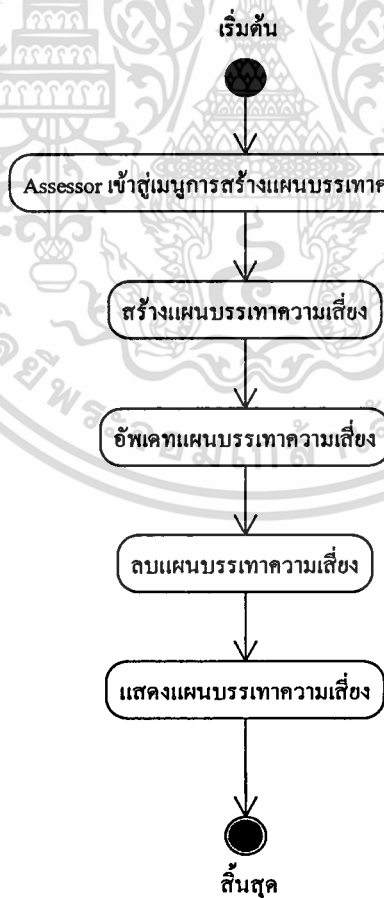 เริ่มต้น
Assessor เข้าสู่เมนูการสร้างแผนบรรเทาค
สร้างแผนบรรเทาความเสี่ยง
อัพเดทแผนบรรเทาความเสี่ยง
ลบแผนบรรเทาความเสี่ยง
แสดงแผนบรรเทาความเสี่ยง
สิ้นสุด